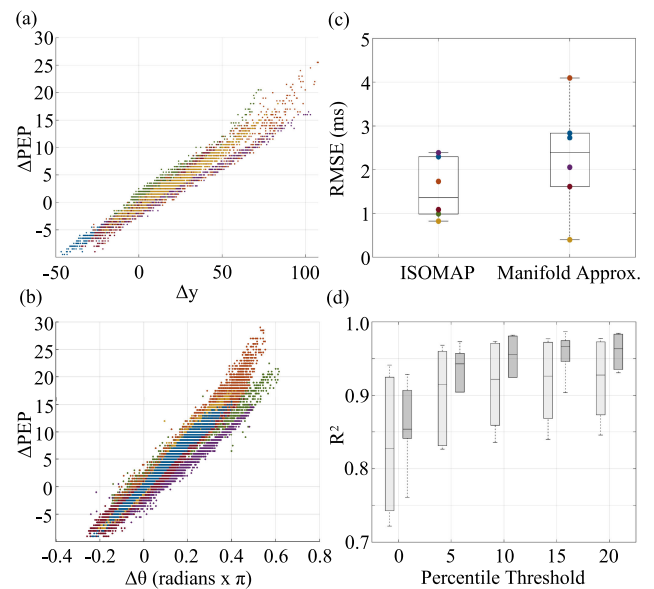 (a)
30
25
20
15
10
5
0
-5
ΔPEP
-50 0 50 100
Δy
(c)
5
4
3
2
1
0
RMSE (ms)
ISOMAP Manifold Approx.
(b)
30
25
20
15
10
5
0
-5
ΔPEP
-0.4 -0.2 0 0.2 0.4 0.6 0.8
Δθ (radians x π)
(d)
1.0
0.9
0.8
0.7
R²
0 5 10 15 20
Percentile Threshold